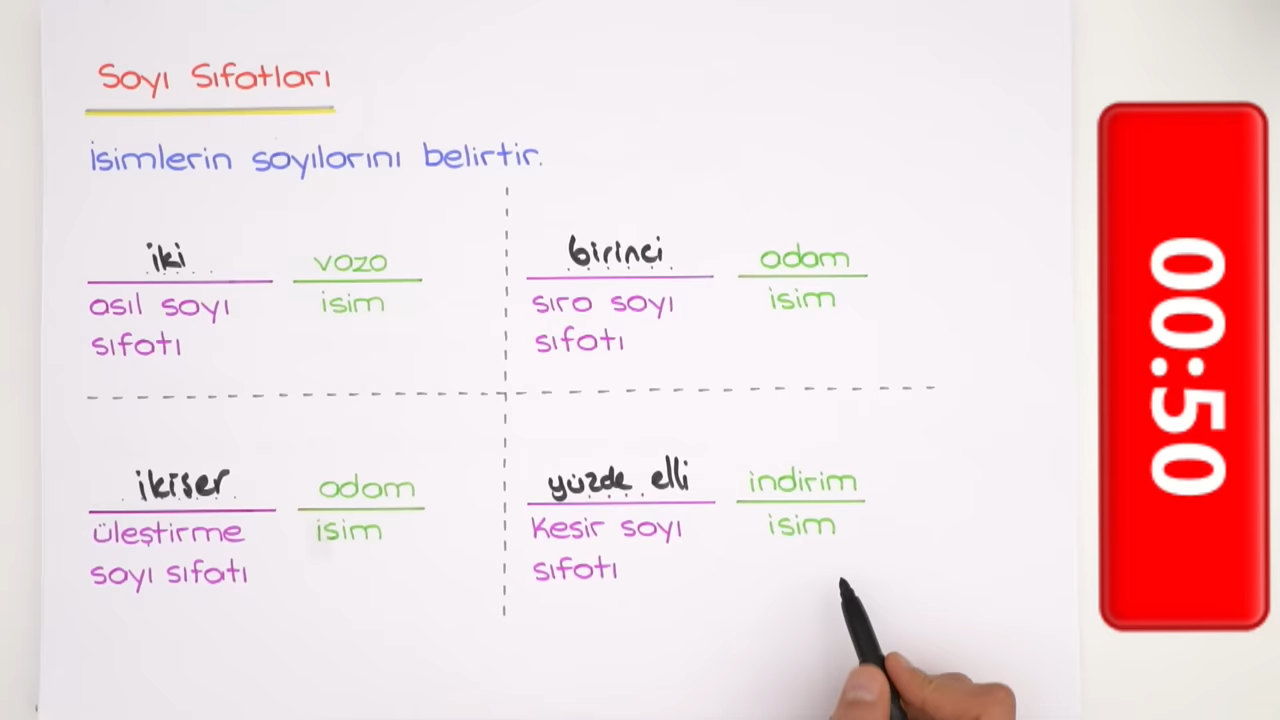 Sayı Sıfatları
İsimlerin sayılarını belirtir.
iki vazo
asıl sayı isim
sıfatı
birinci adam
sıra sayı isim
sıfatı
ikişer adam
üleştirme isim
sayı sıfatı
yüzde elli indirim
kesir sayı isim
sıfatı
00:50